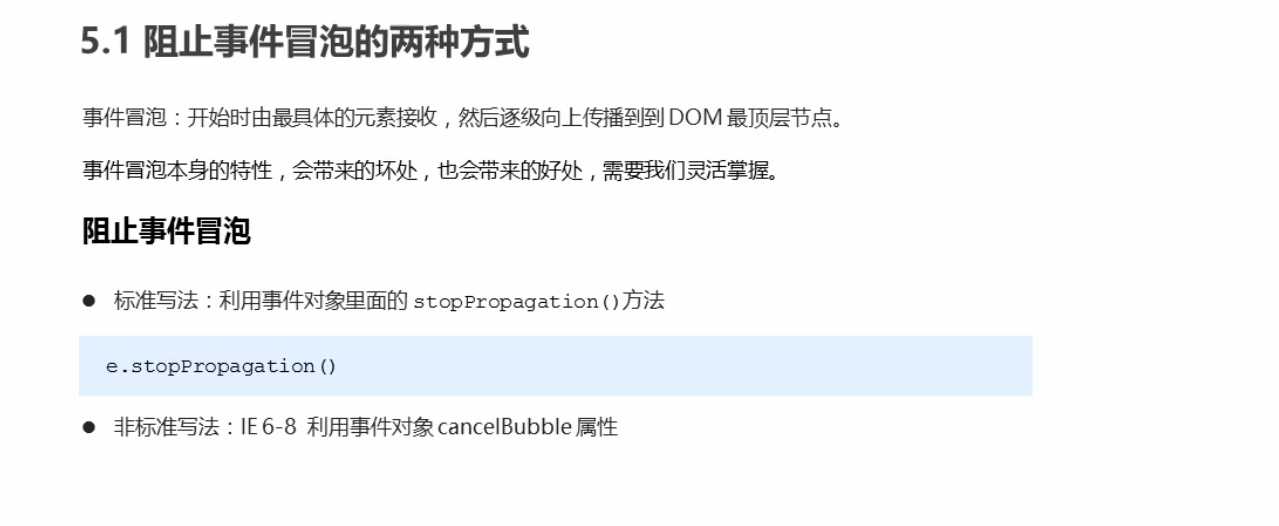 5.1 阻止事件冒泡的两种方式
事件冒泡：开始时由最具体的元素接收，然后逐级向上传播到到 DOM 最顶层节点。
事件冒泡本身的特性，会带来的坏处，也会带来的好处，需要我们灵活掌握。
阻止事件冒泡
● 标准写法：利用事件对象里面的 stopPropagation()方法
e.stopPropagation()
● 非标准写法：IE 6-8 利用事件对象 cancelBubble 属性